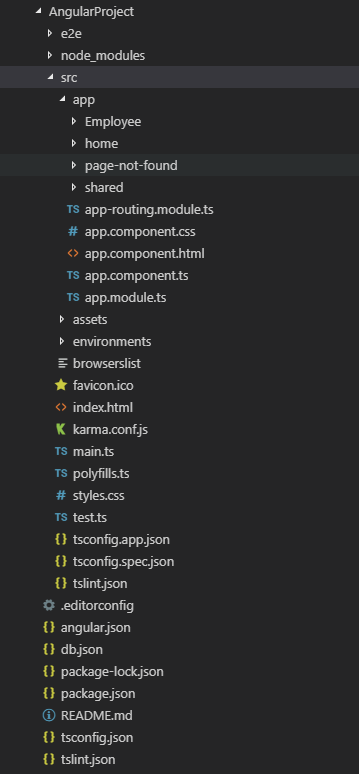 AngularProject
e2e
node_modules
src
app
Employee
home
page-not-found
shared
TS app-routing.module.ts
# app.component.css
<> app.component.html
TS app.component.ts
TS app.module.ts
assets
environments
browserslist
favicon.ico
<> index.html
karma.conf.js
TS main.ts
TS polyfills.ts
# styles.css
TS test.ts
{} tsconfig.app.json
{} tsconfig.spec.json
{} tslint.json
.editorconfig
{} angular.json
{} db.json
{} package-lock.json
{} package.json
README.md
{} tsconfig.json
{} tslint.json